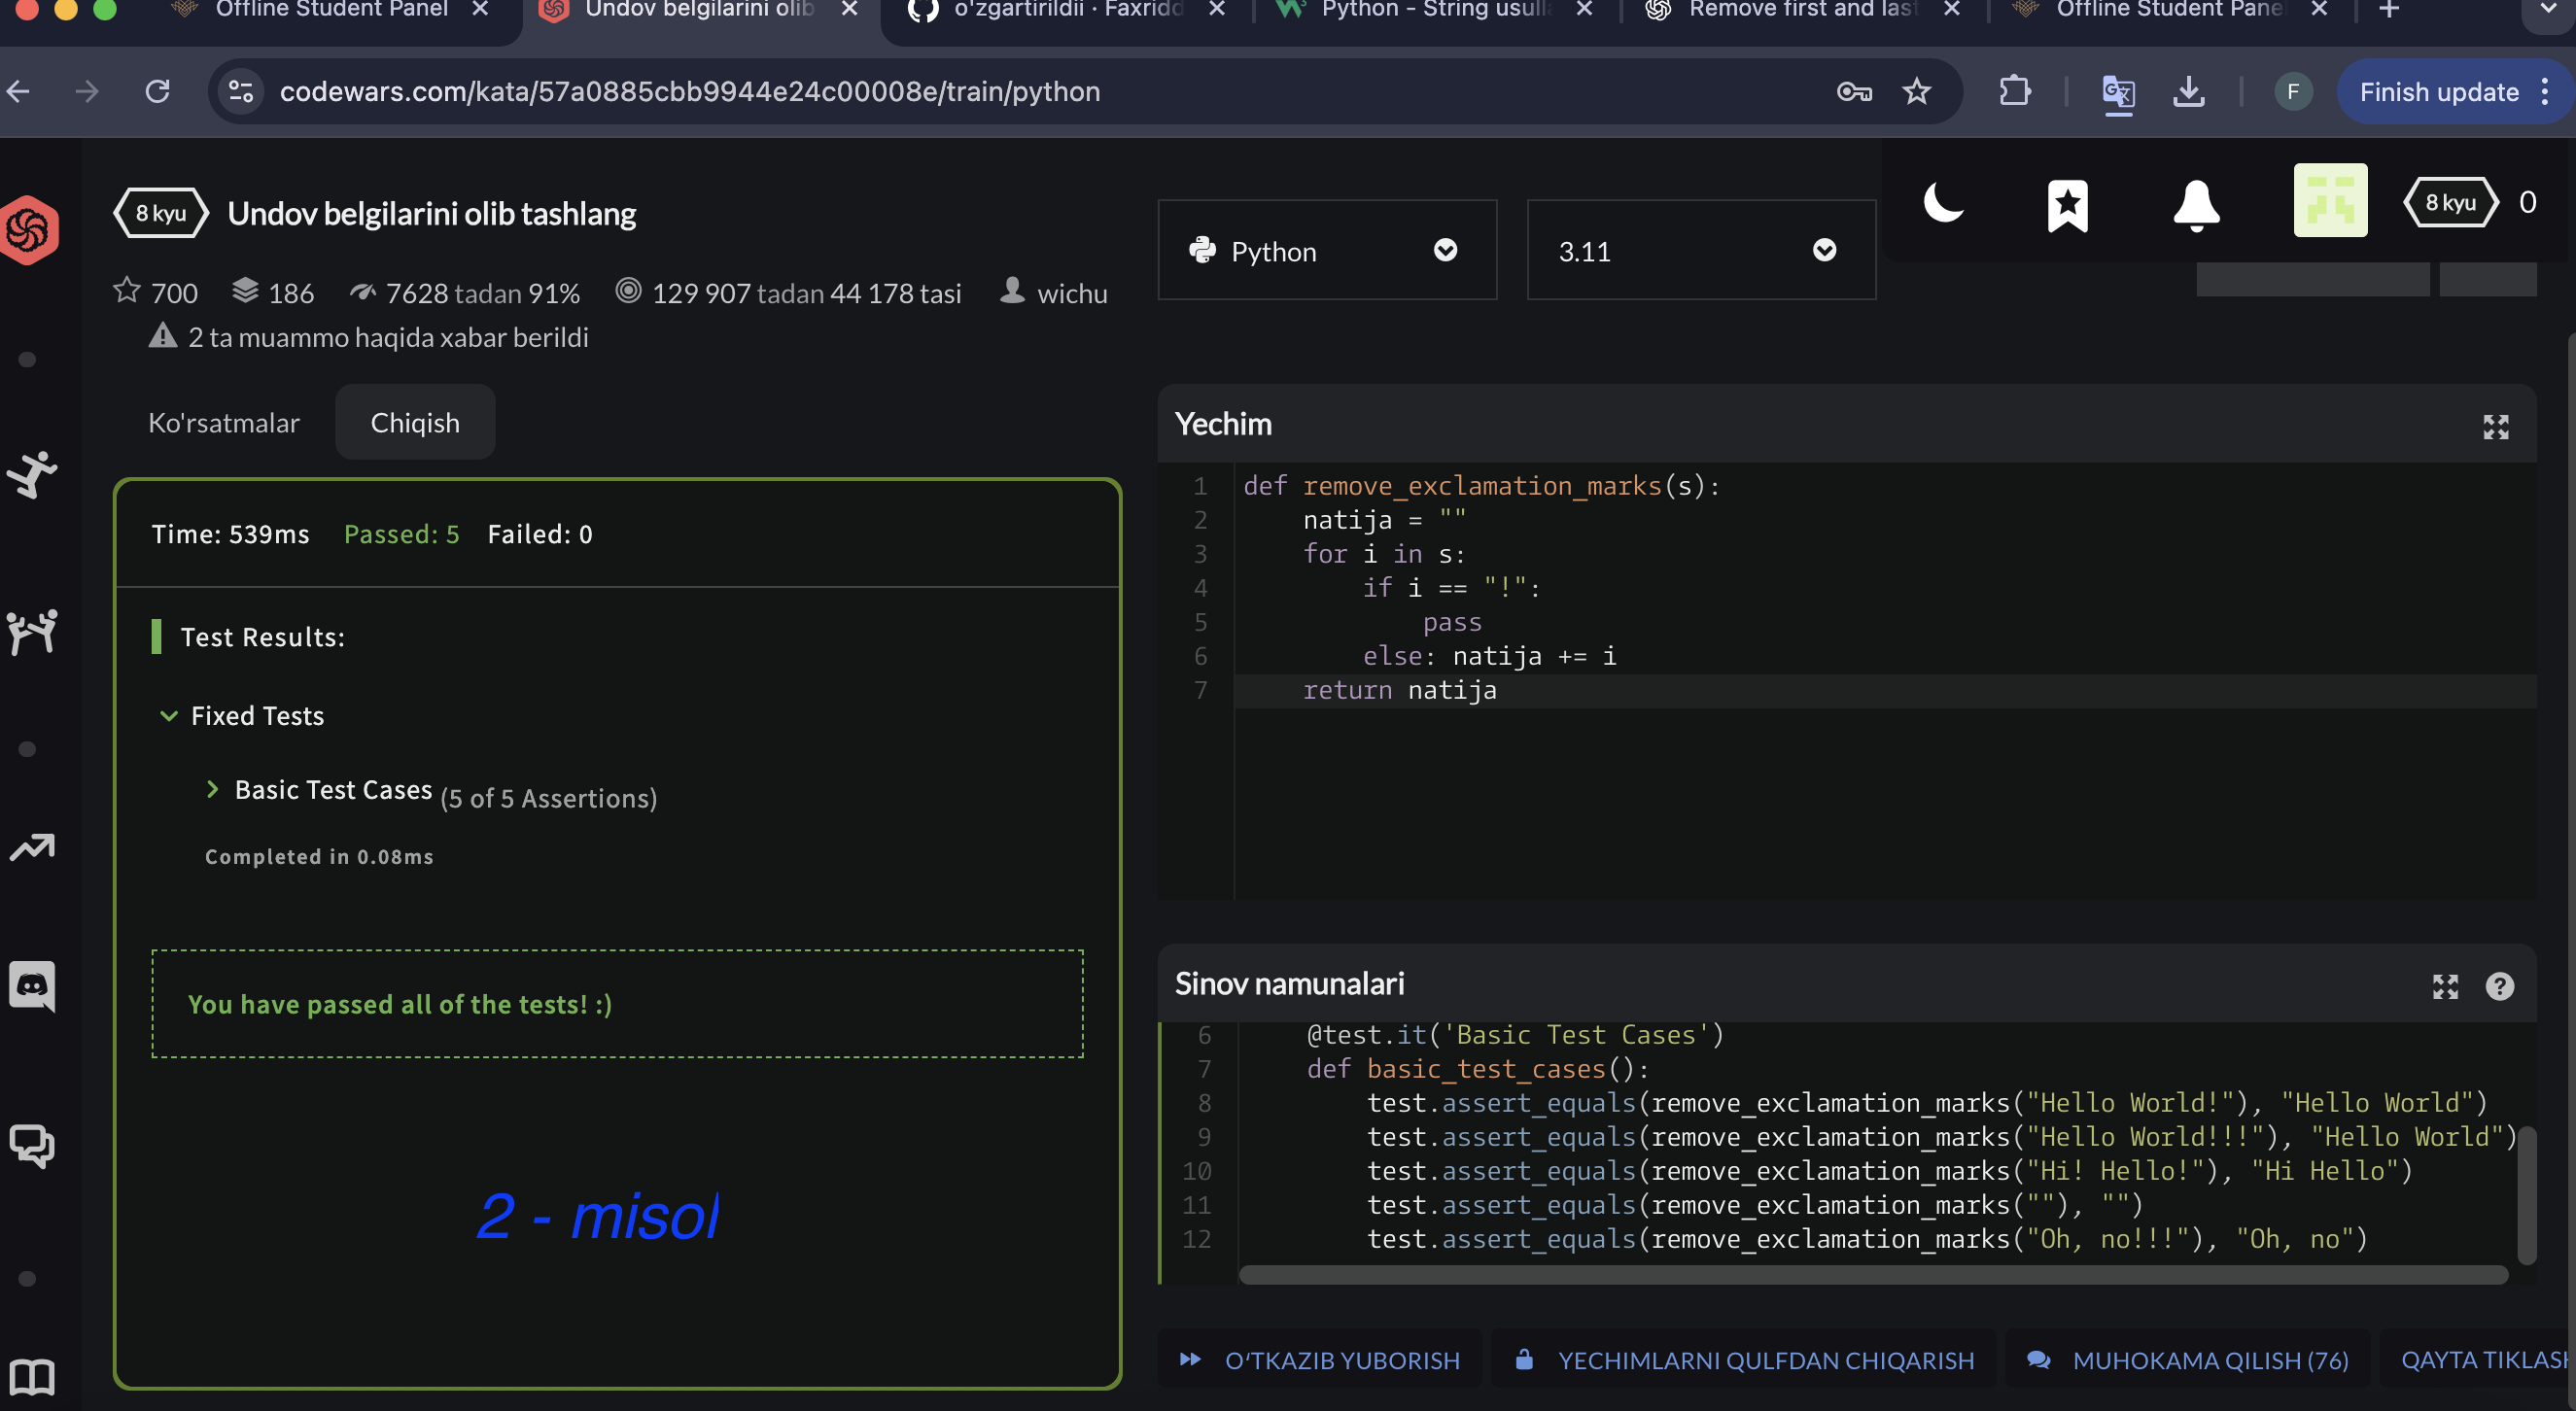 Offline Student Panel
Undov belgilarini olib
o'zgartirildii · Faxridd
Python - String usulla
Remove first and last
Offline Student Pane
codewars.com/kata/57a0885cbb9944e24c00008e/train/python
F
Finish update
8 kyu
Undov belgilarini olib tashlang
700
186
7628 tadan 91%
129 907 tadan 44 178 tasi
wichu
2 ta muammo haqida xabar berildi
Python
3.11
8 kyu
0
Ko'rsatmalar
Chiqish
Time: 539ms Passed: 5 Failed: 0
Test Results:
Fixed Tests
Basic Test Cases (5 of 5 Assertions)
Completed in 0.08ms
You have passed all of the tests! :)
2 - misol
Yechim
1 def remove_exclamation_marks(s):
2     natija = ""
3     for i in s:
4         if i == "!":
5             pass
6         else: natija += i
7     return natija
Sinov namunalari
6     @test.it('Basic Test Cases')
7     def basic_test_cases():
8         test.assert_equals(remove_exclamation_marks("Hello World!"), "Hello World")
9         test.assert_equals(remove_exclamation_marks("Hello World!!!"), "Hello World")
10         test.assert_equals(remove_exclamation_marks("Hi! Hello!"), "Hi Hello")
11         test.assert_equals(remove_exclamation_marks(""), "")
12         test.assert_equals(remove_exclamation_marks("Oh, no!!!"), "Oh, no")
OʻTKAZIB YUBORISH
YECHIMLARNI QULFDAN CHIQARISH
MUHOKAMA QILISH (76)
QAYTA TIKLASH